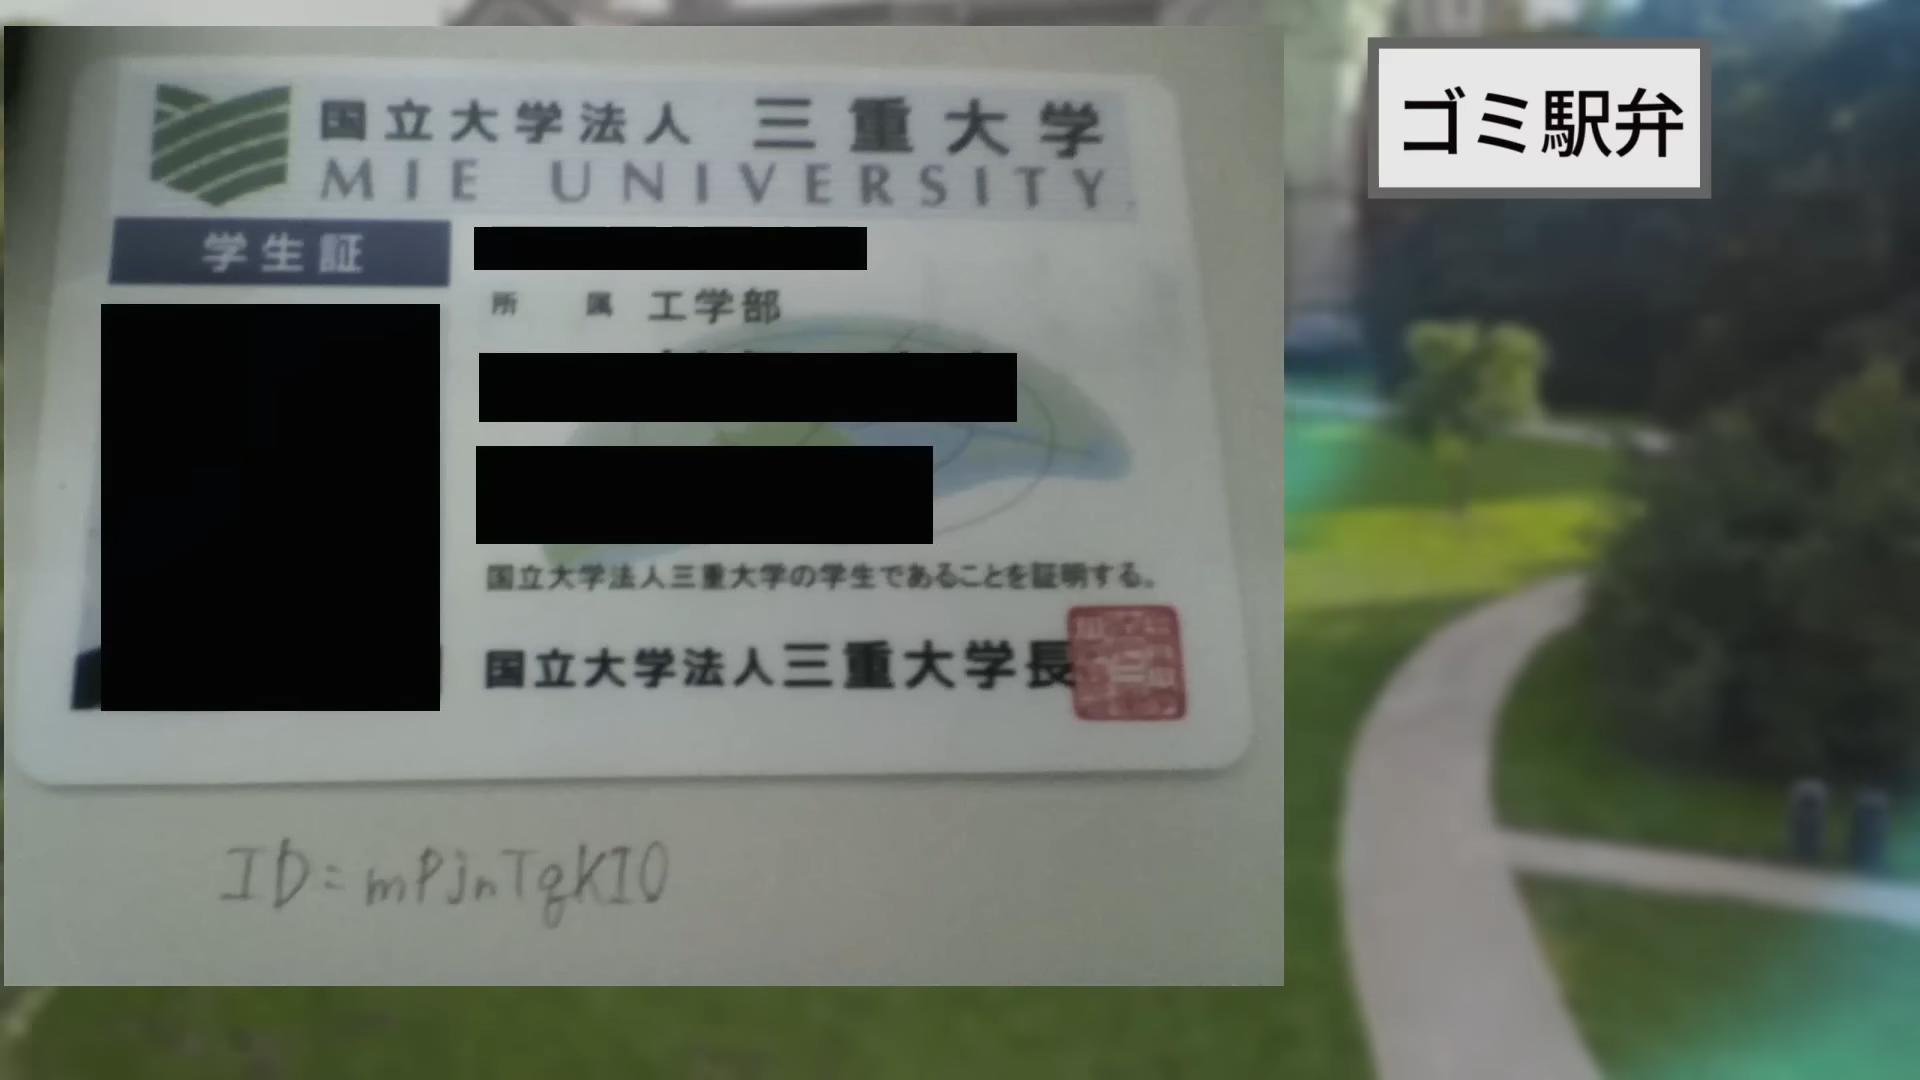 国立大学法人 三重大学
MIE UNIVERSITY
学生証
所 属 工学部
国立大学法人三重大学の学生であることを証明する。
国立大学法人三重大学長
ID=mPjnTqKIO
ゴミ駅弁